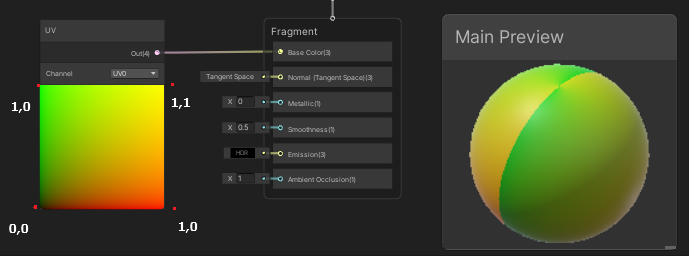 UV
Out(4)
Channel
UV0
1,0
1,1
0,0
1,0
Fragment
Base Color(3)
Tangent Space
Normal (Tangent Space)(3)
X 0
Metallic(1)
X 0.5
Smoothness(1)
HDR
Emission(3)
X 1
Ambient Occlusion(1)
Main Preview